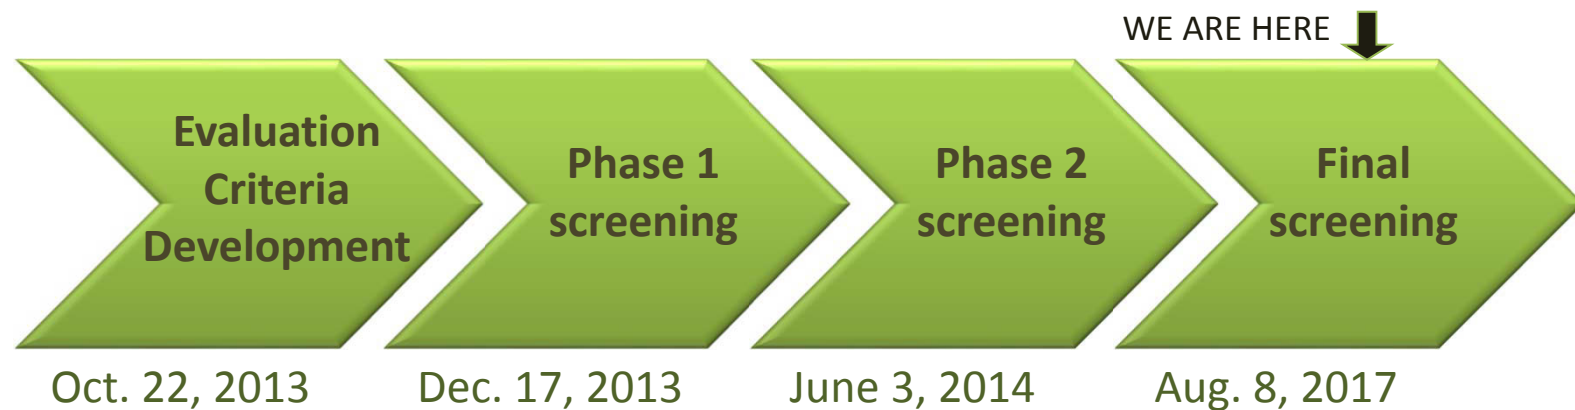 WE ARE HERE
Evaluation
Criteria
Development
Phase 1
screening
Phase 2
screening
Final
screening
Oct. 22, 2013
Dec. 17, 2013
June 3, 2014
Aug. 8, 2017